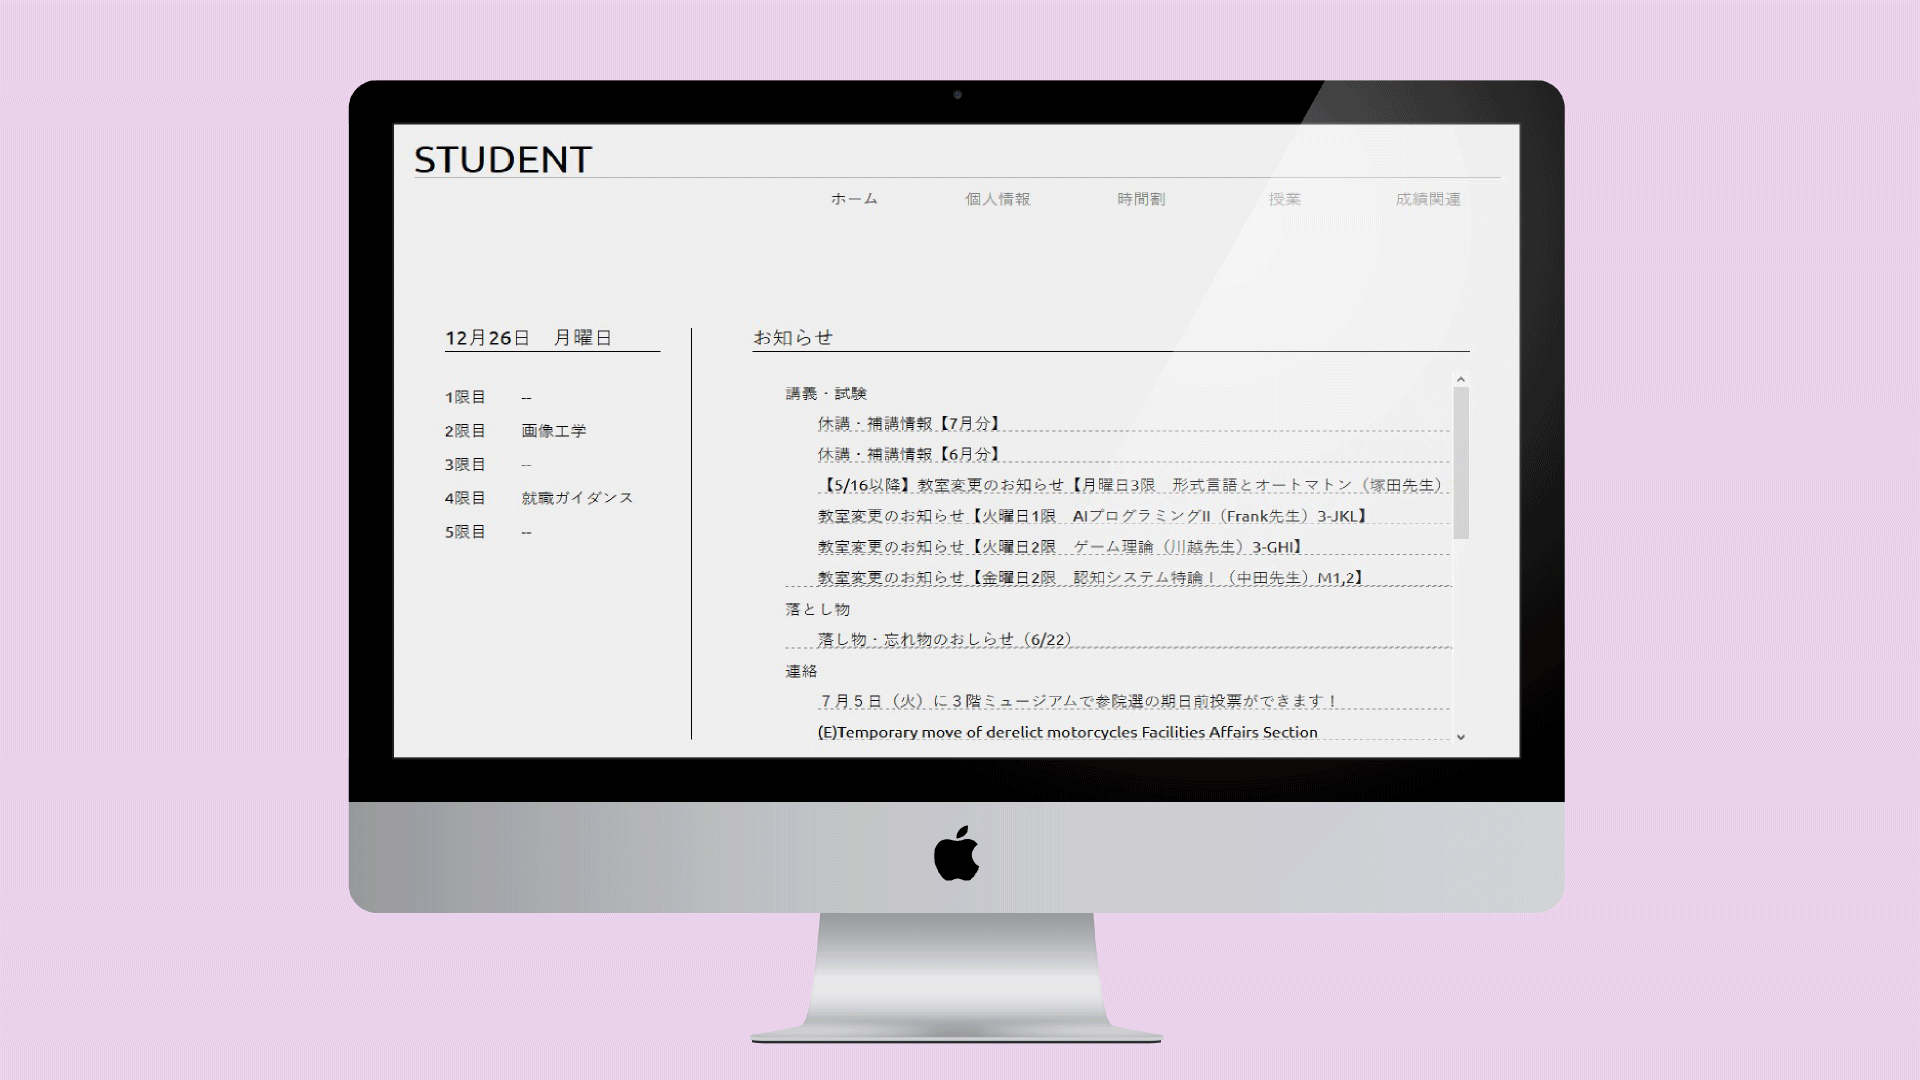 STUDENT
ホーム 個人情報 時間割 授業 成績関連
12月26日 月曜日
1限目 --
2限目 画像工学
3限目 --
4限目 就職ガイダンス
5限目 --
お知らせ
講義・試験
休講・補講情報【7月分】
休講・補講情報【6月分】
【5/16以降】教室変更のお知らせ【月曜日3限 形式言語とオートマトン（塚田先生）
教室変更のお知らせ【火曜日1限 AIプログラミングII（Frank先生）3-JKL】
教室変更のお知らせ【火曜日2限 ゲーム理論（川越先生）3-GHI】
教室変更のお知らせ【金曜日2限 認知システム特論Ｉ（中田先生）M1,2】
落とし物
落し物・忘れ物のおしらせ（6/22）
連絡
７月５日（火）に３階ミュージアムで参院選の期日前投票ができます！
(E)Temporary move of derelict motorcycles Facilities Affairs Section